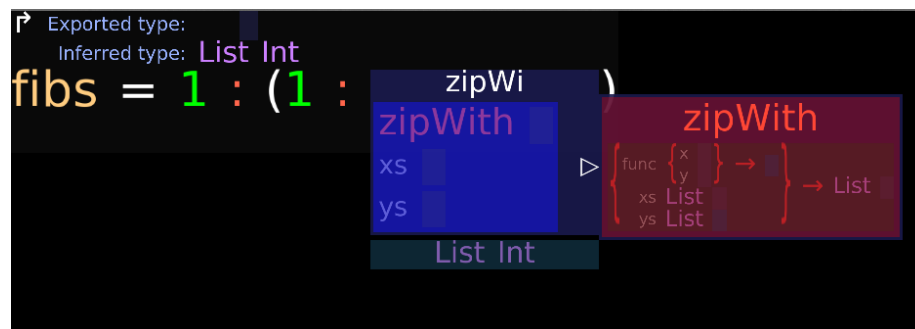 Exported type:
Inferred type: List Int
fibs = 1 : (1 : )
zipWi
zipWith
xs
ys
List Int
▷
zipWith
{ func { x y } → } → List
xs List
ys List